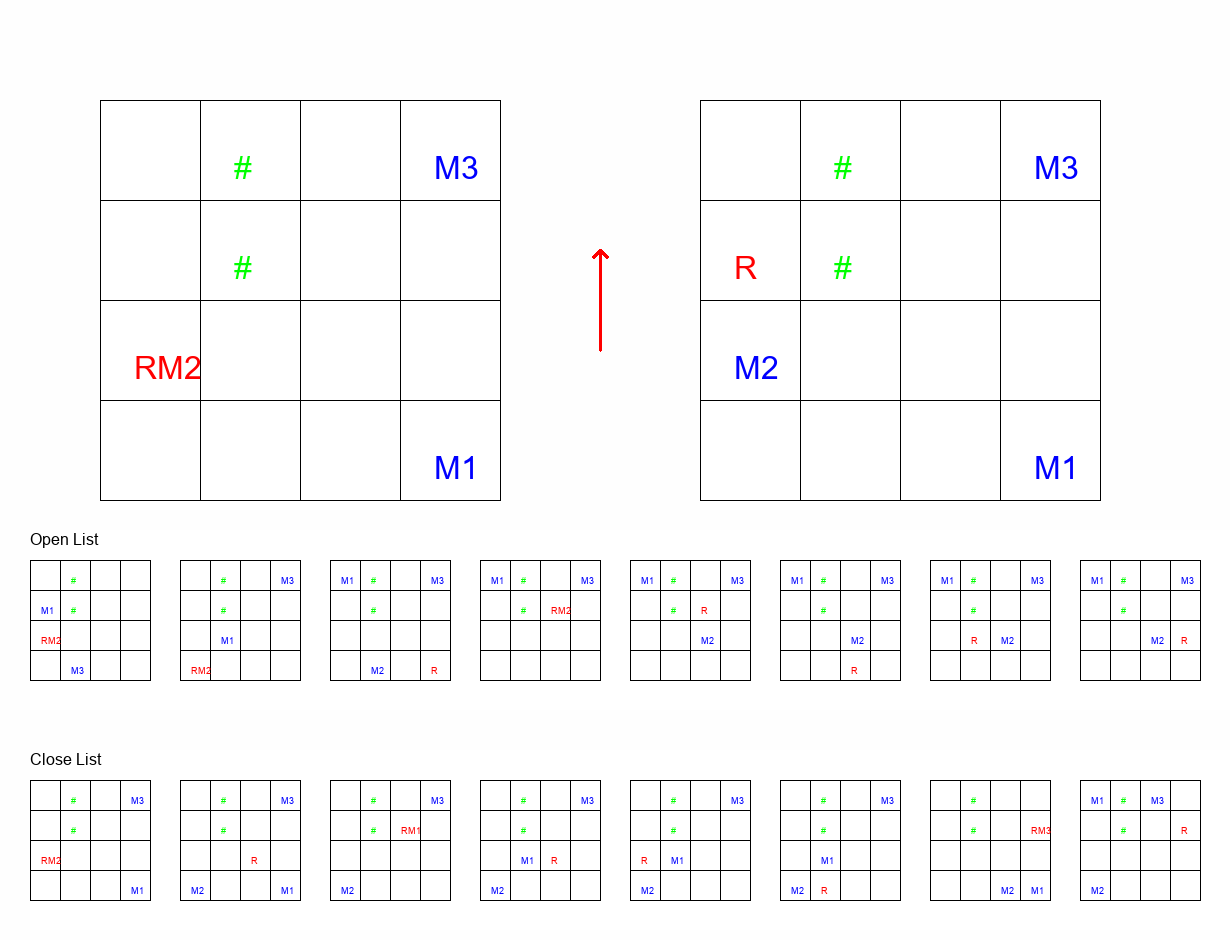 # M3 # M3
# R #
RM2 M2
M1 M1
Open List
# # M3 M1 # M3 M1 # M3 M1 # M3 M1 # M3 M1 # M3 M1 # M3
M1 # # # # RM2 # R # # #
RM2 M1 M2 M2 R M2 M2 R
M3 RM2 M2 R R
Close List
# M3 # M3 # M3 # M3 # M3 # M3 # M1 # M3
# # # RM1 # # # # RM3 # R
RM2 R M1 R R M1 M1
M1 M2 M1 M2 M2 M2 M2 R M2 M1 M2